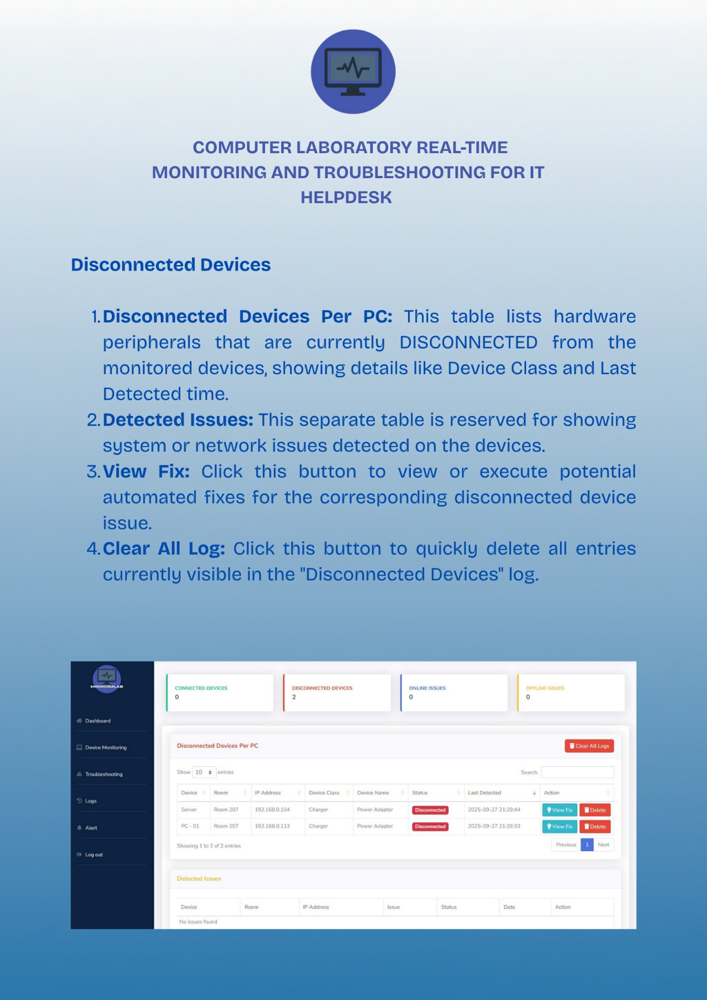 COMPUTER LABORATORY REAL-TIME
MONITORING AND TROUBLESHOOTING FOR IT
HELPDESK
Disconnected Devices
1. Disconnected Devices Per PC: This table lists hardware
peripherals that are currently DISCONNECTED from the
monitored devices, showing details like Device Class and Last
Detected time.
2. Detected Issues: This separate table is reserved for showing
system or network issues detected on the devices.
3. View Fix: Click this button to view or execute potential
automated fixes for the corresponding disconnected device
issue.
4. Clear All Log: Click this button to quickly delete all entries
currently visible in the "Disconnected Devices" log.
MONICOMLAB
Dashboard
Device Monitoring
Troubleshooting
Logs
Alert
Log out
CONNECTED DEVICES DISCONNECTED DEVICES ONLINE ISSUES OFFLINE ISSUES
0 2 0 0
Disconnected Devices Per PC Clear All Logs
Show 10 entries Search:
Device Room IP Address Device Class Device Name Status Last Detected Action
Server Room 207 192.168.0.104 Charger Power Adapter Disconnected 2025-09-27 21:29:44 View Fix Delete
PC - 01 Room 207 192.168.0.113 Charger Power Adapter Disconnected 2025-09-27 21:29:33 View Fix Delete
Showing 1 to 2 of 2 entries Previous 1 Next
Detected Issues
Device Room IP Address Issue Status Date Action
No issues found